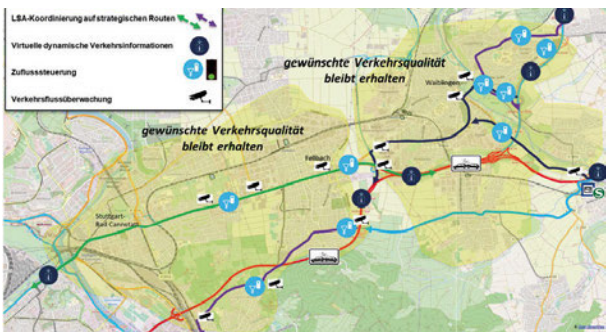 LSA-Koordinierung auf strategischen Routen
Virtuelle dynamische Verkehrsinformationen
Zuflusssteuerung
Verkehrsflussüberwachung
gewünschte Verkehrsqualität
bleibt erhalten
Waiblingen
gewünschte Verkehrsqualität
bleibt erhalten
Fellbach
Stuttgart-
Bad Cannstatt
S